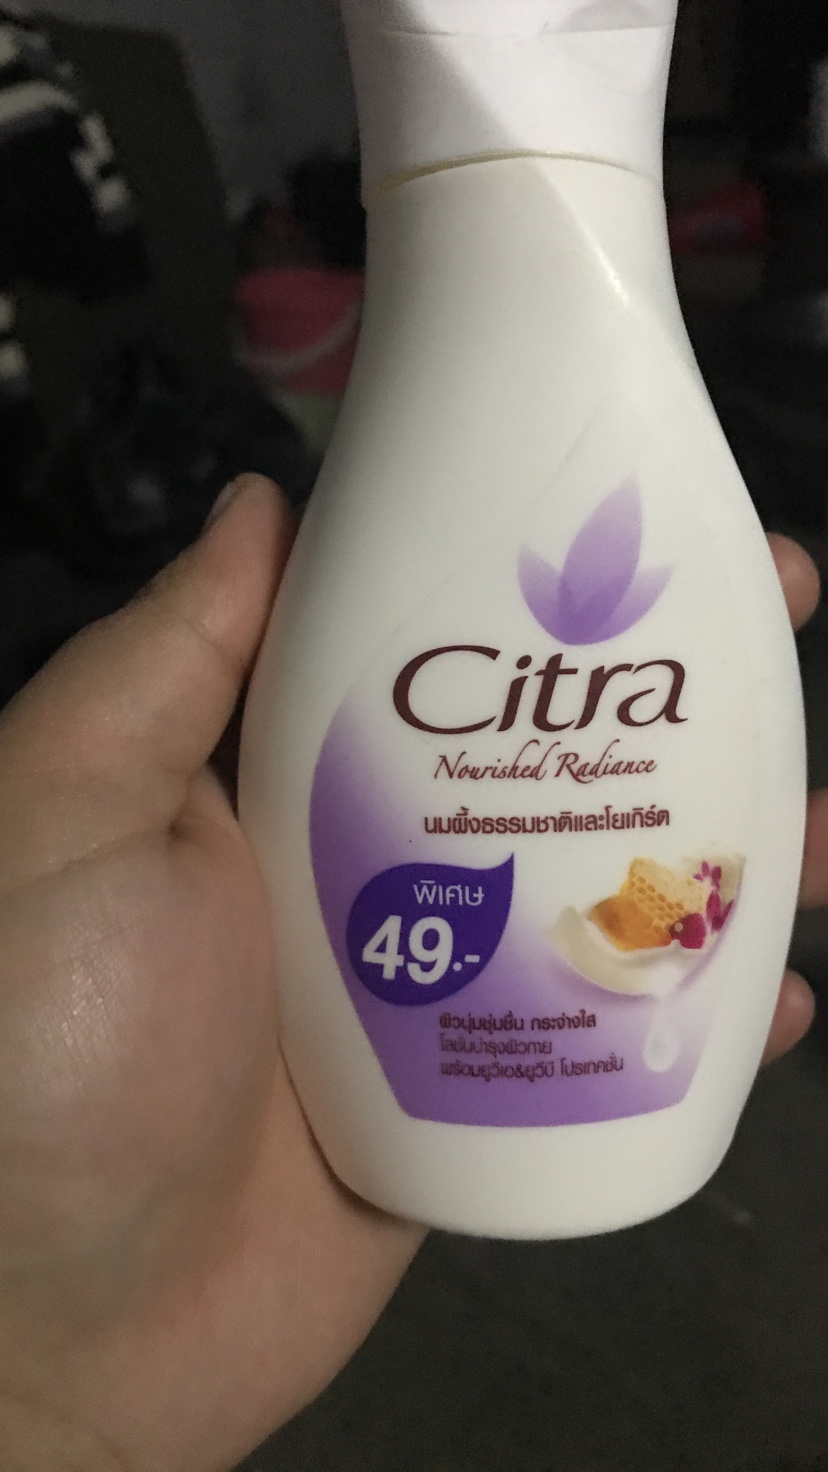 Citra
Nourished Radiance
นมผึ้งธรรมชาติและโยเกิร์ต
พิเศษ
49.-
ผิวนุ่มชุ่มชื่น กระจ่างใส
โลชั่นบำรุงผิวกาย
พร้อมยูวีเอ&ยูวีบี โปรเทคชั่น